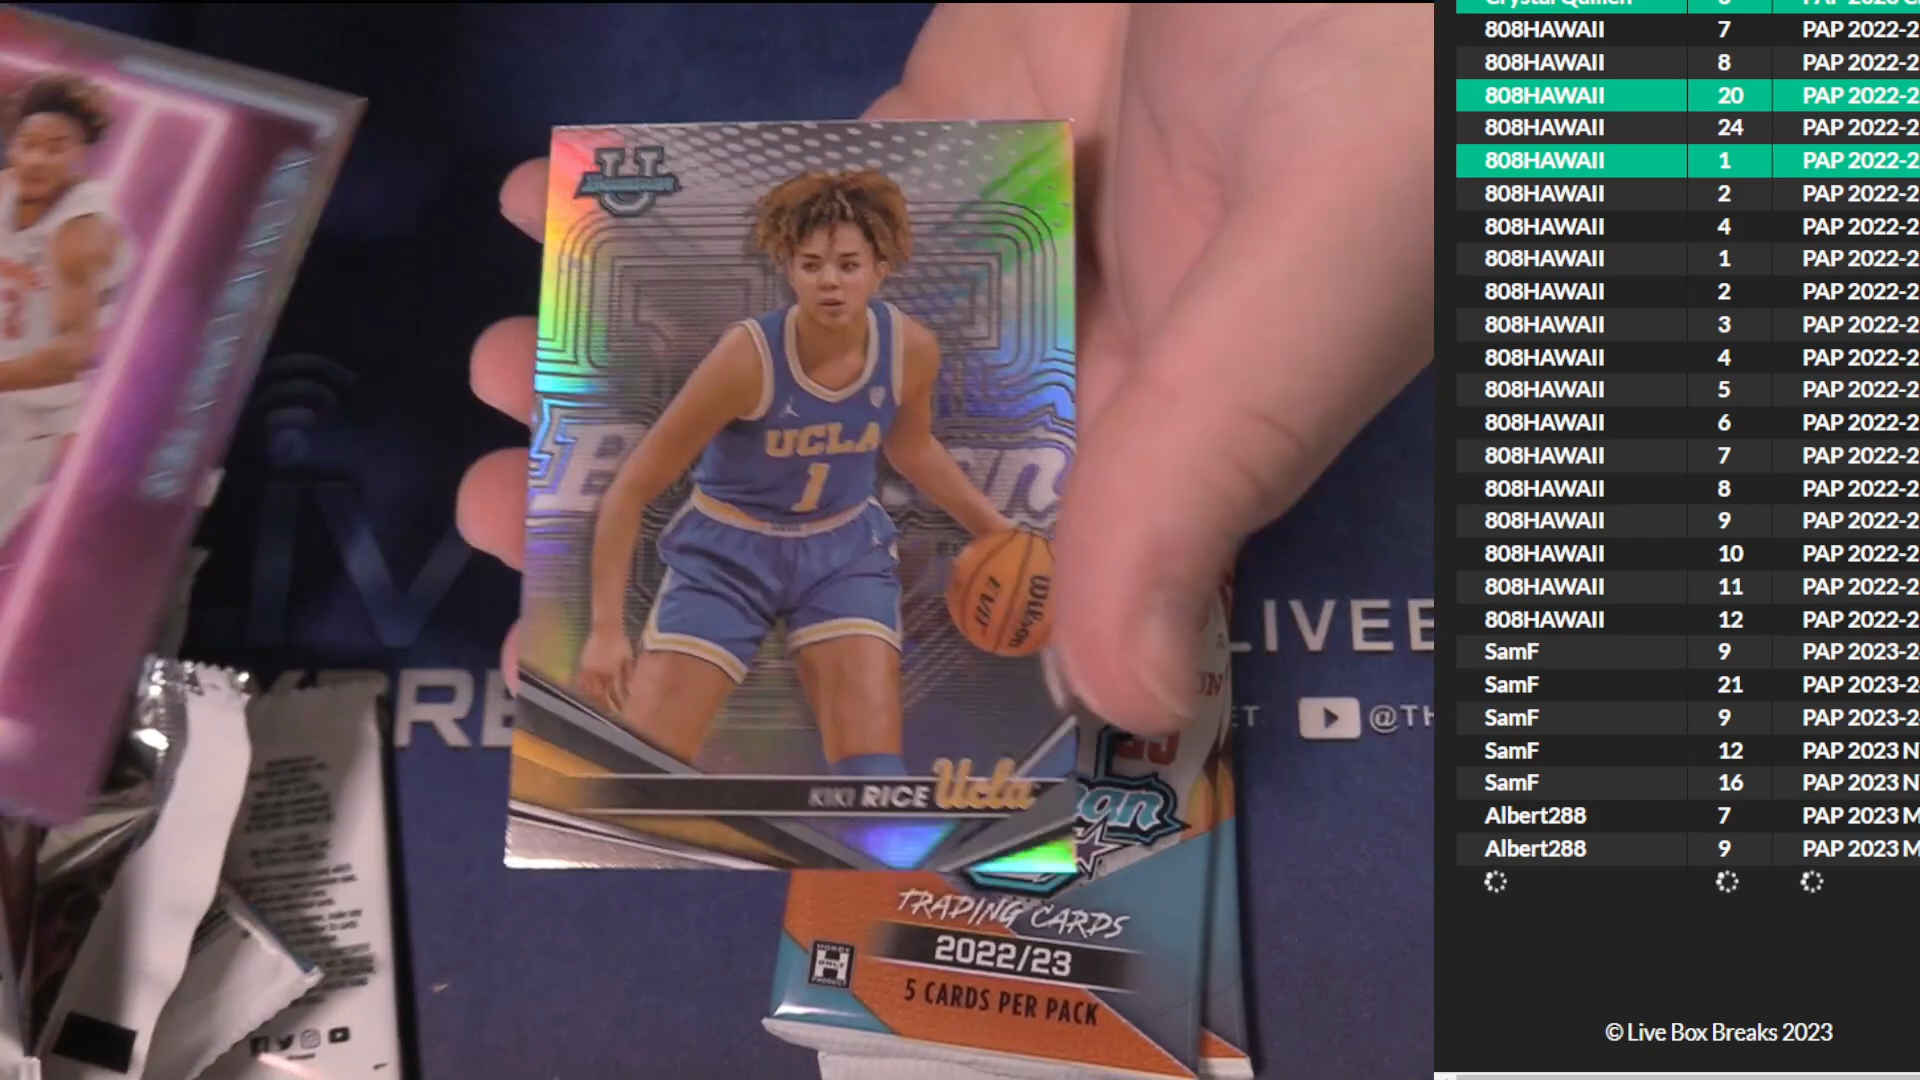 U
Bowman
UCLA
1
Wilson
EVO
KIKI RICE Ucla
TRADING CARDS
2022/23
HOBBY
ONLY
5 CARDS PER PACK
LIVE
@TH
808HAWAII 7 PAP 2022-2
808HAWAII 8 PAP 2022-2
808HAWAII 20 PAP 2022-2
808HAWAII 24 PAP 2022-2
808HAWAII 1 PAP 2022-2
808HAWAII 2 PAP 2022-2
808HAWAII 4 PAP 2022-2
808HAWAII 1 PAP 2022-2
808HAWAII 2 PAP 2022-2
808HAWAII 3 PAP 2022-2
808HAWAII 4 PAP 2022-2
808HAWAII 5 PAP 2022-2
808HAWAII 6 PAP 2022-2
808HAWAII 7 PAP 2022-2
808HAWAII 8 PAP 2022-2
808HAWAII 9 PAP 2022-2
808HAWAII 10 PAP 2022-2
808HAWAII 11 PAP 2022-2
808HAWAII 12 PAP 2022-2
SamF 9 PAP 2023-2
SamF 21 PAP 2023-2
SamF 9 PAP 2023-2
SamF 12 PAP 2023 N
SamF 16 PAP 2023 N
Albert288 7 PAP 2023 M
Albert288 9 PAP 2023 M
© Live Box Breaks 2023